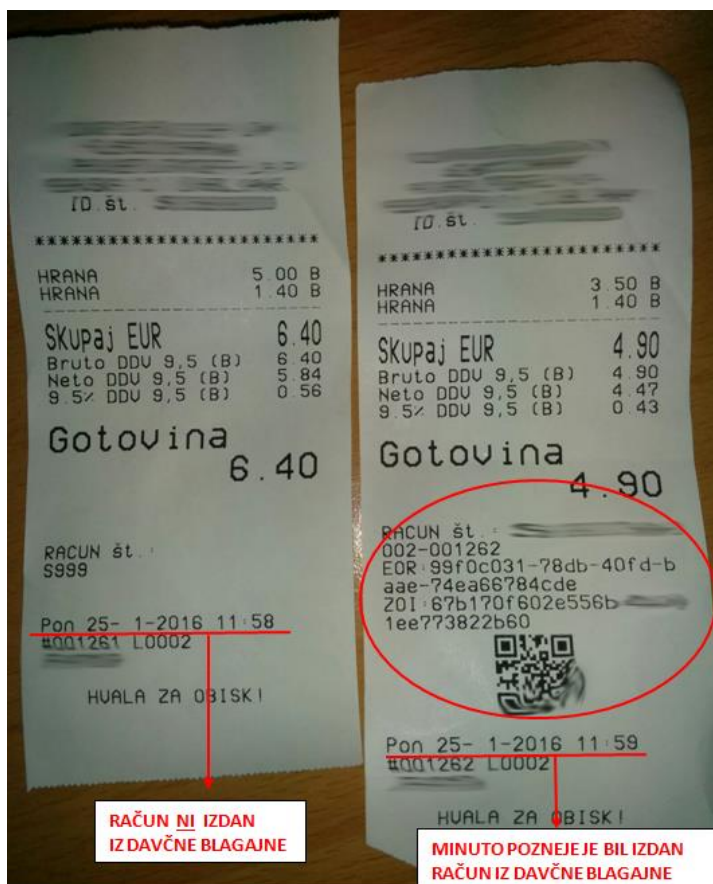 ID.št.
************************
HRANA 5.00 B
HRANA 1.40 B
SKupaj EUR 6.40
Bruto DDV 9,5 (B) 6.40
Neto DDV 9,5 (B) 5.84
9.5% DDV 9,5 (B) 0.56
Gotovina
6.40
RACUN št.:
S999
Pon 25- 1-2016 11:58
#001261 L0002
HVALA ZA OBISK!
RAČUN NI IZDAN
IZ DAVČNE BLAGAJNE
ID.št.
************************
HRANA 3.50 B
HRANA 1.40 B
SKupaj EUR 4.90
Bruto DDV 9,5 (B) 4.90
Neto DDV 9,5 (B) 4.47
9.5% DDV 9,5 (B) 0.43
Gotovina
4.90
RACUN št.:
002-001262
EOR:99f0c031-78db-40fd-b
aae-74ea66784cde
ZOI:67b170f602e556b
1ee773822b60
Pon 25- 1-2016 11:59
#001262 L0002
HVALA ZA OBISK!
MINUTO POZNEJE JE BIL IZDAN
RAČUN IZ DAVČNE BLAGAJNE